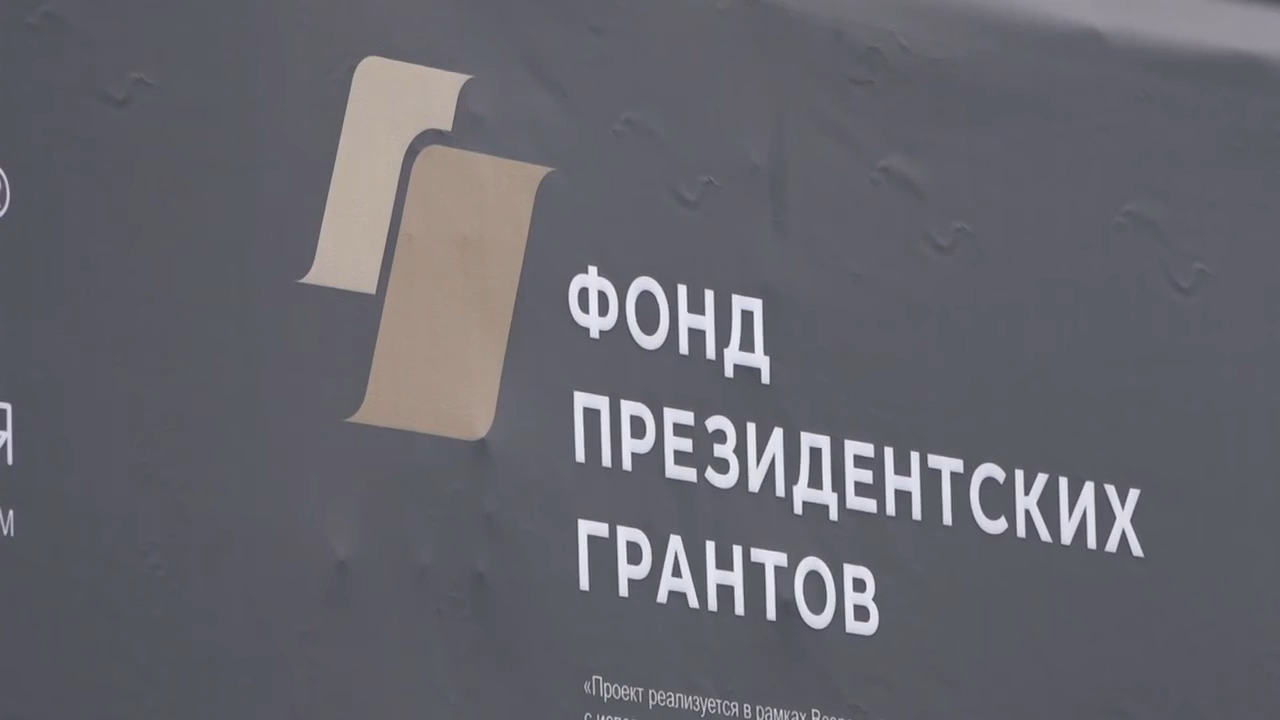 ®
Я
М
ФОНД
ПРЕЗИДЕНТСКИХ
ГРАНТОВ
«Проект реализуется в рамках